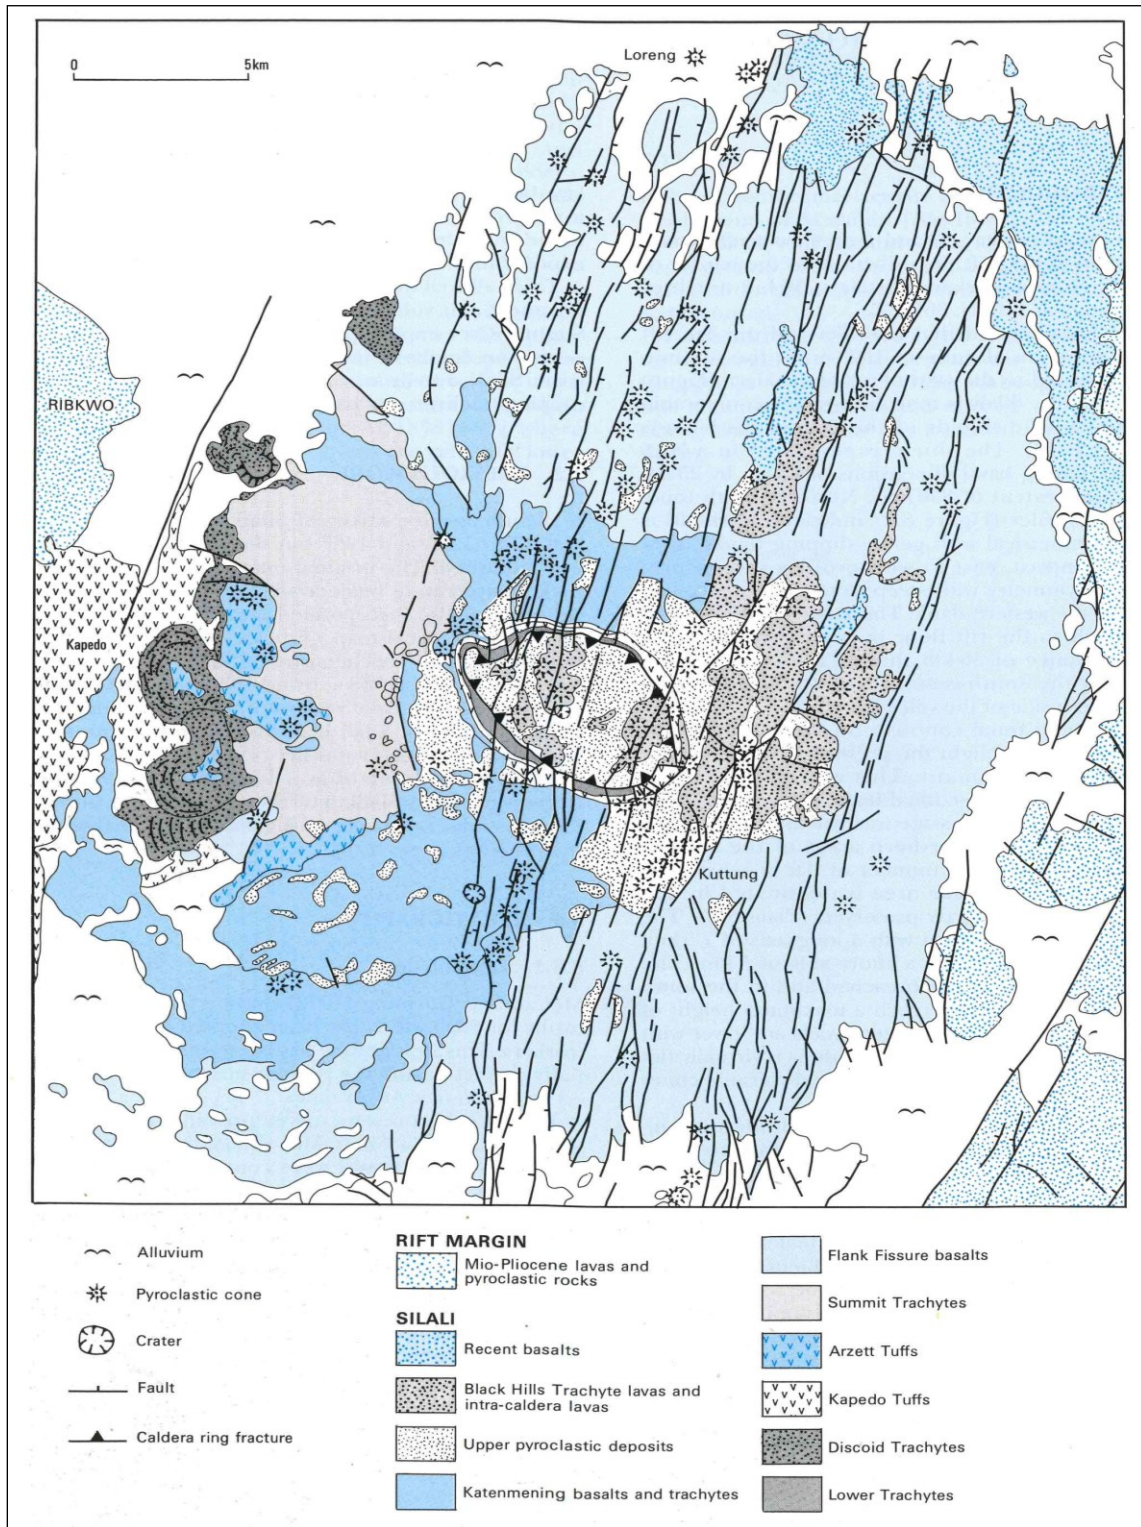 0 5km
Loreng
RIBKWO
Kapedo
Kuttung
Alluvium
Pyroclastic cone
Crater
Fault
Caldera ring fracture
RIFT MARGIN
Mio-Pliocene lavas and
pyroclastic rocks
SILALI
Recent basalts
Black Hills Trachyte lavas and
intra-caldera lavas
Upper pyroclastic deposits
Katenmening basalts and trachytes
Flank Fissure basalts
Summit Trachytes
Arzett Tuffs
Kapedo Tuffs
Discoid Trachytes
Lower Trachytes